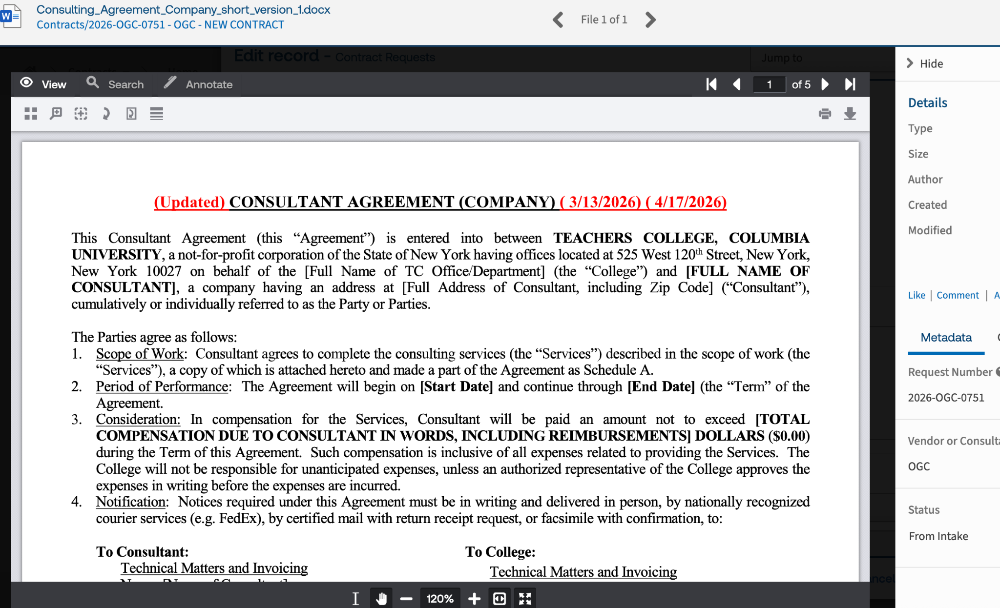 Consulting_Agreement_Company_short_version_1.docx
Contracts/2026-OGC-0751 - OGC - NEW CONTRACT
File 1 of 1
Edit record - Contract Requests
Jump to
Contracts
Home
Hide
View
Search
Annotate
1 of 5
Details
Type
Size
Author
Created
Modified
Like | Comment |
Metadata
Request Number
2026-OGC-0751
Vendor or
OGC
Status
From Intake
(Updated) CONSULTANT AGREEMENT (COMPANY) ( 3/13/2026) ( 4/17/2026)
This Consultant Agreement (this “Agreement”) is entered into between TEACHERS COLLEGE, COLUMBIA
UNIVERSITY, a not-for-profit corporation of the State of New York having offices located at 525 West 120th Street, New York,
New York 10027 on behalf of the [Full Name of TC Office/Department] (the “College”) and [FULL NAME OF
CONSULTANT], a company having an address at [Full Address of Consultant, including Zip Code] (“Consultant”),
cumulatively or individually referred to as the Party or Parties.
The Parties agree as follows:
1. Scope of Work: Consultant agrees to complete the consulting services (the “Services”) described in the scope of work (the
“Services”), a copy of which is attached hereto and made a part of the Agreement as Schedule A.
2. Period of Performance: The Agreement will begin on [Start Date] and continue through [End Date] (the “Term” of the
Agreement.
3. Consideration: In compensation for the Services, Consultant will be paid an amount not to exceed [TOTAL
COMPENSATION DUE TO CONSULTANT IN WORDS, INCLUDING REIMBURSEMENTS] DOLLARS ($0.00)
during the Term of this Agreement. Such compensation is inclusive of all expenses related to providing the Services. The
College will not be responsible for unanticipated expenses, unless an authorized representative of the College approves the
expenses in writing before the expenses are incurred.
4. Notification: Notices required under this Agreement must be in writing and delivered in person, by nationally recognized
courier services (e.g. FedEx), by certified mail with return receipt request, or facsimile with confirmation, to:
To Consultant:
Technical Matters and Invoicing
To College:
Technical Matters and Invoicing
120%